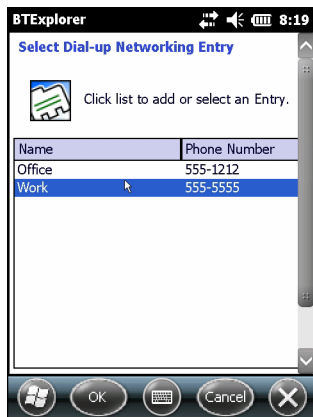 BTExplorer 8:19
Select Dial-up Networking Entry
Click list to add or select an Entry.
Name Phone Number
Office 555-1212
Work 555-5555
OK Cancel